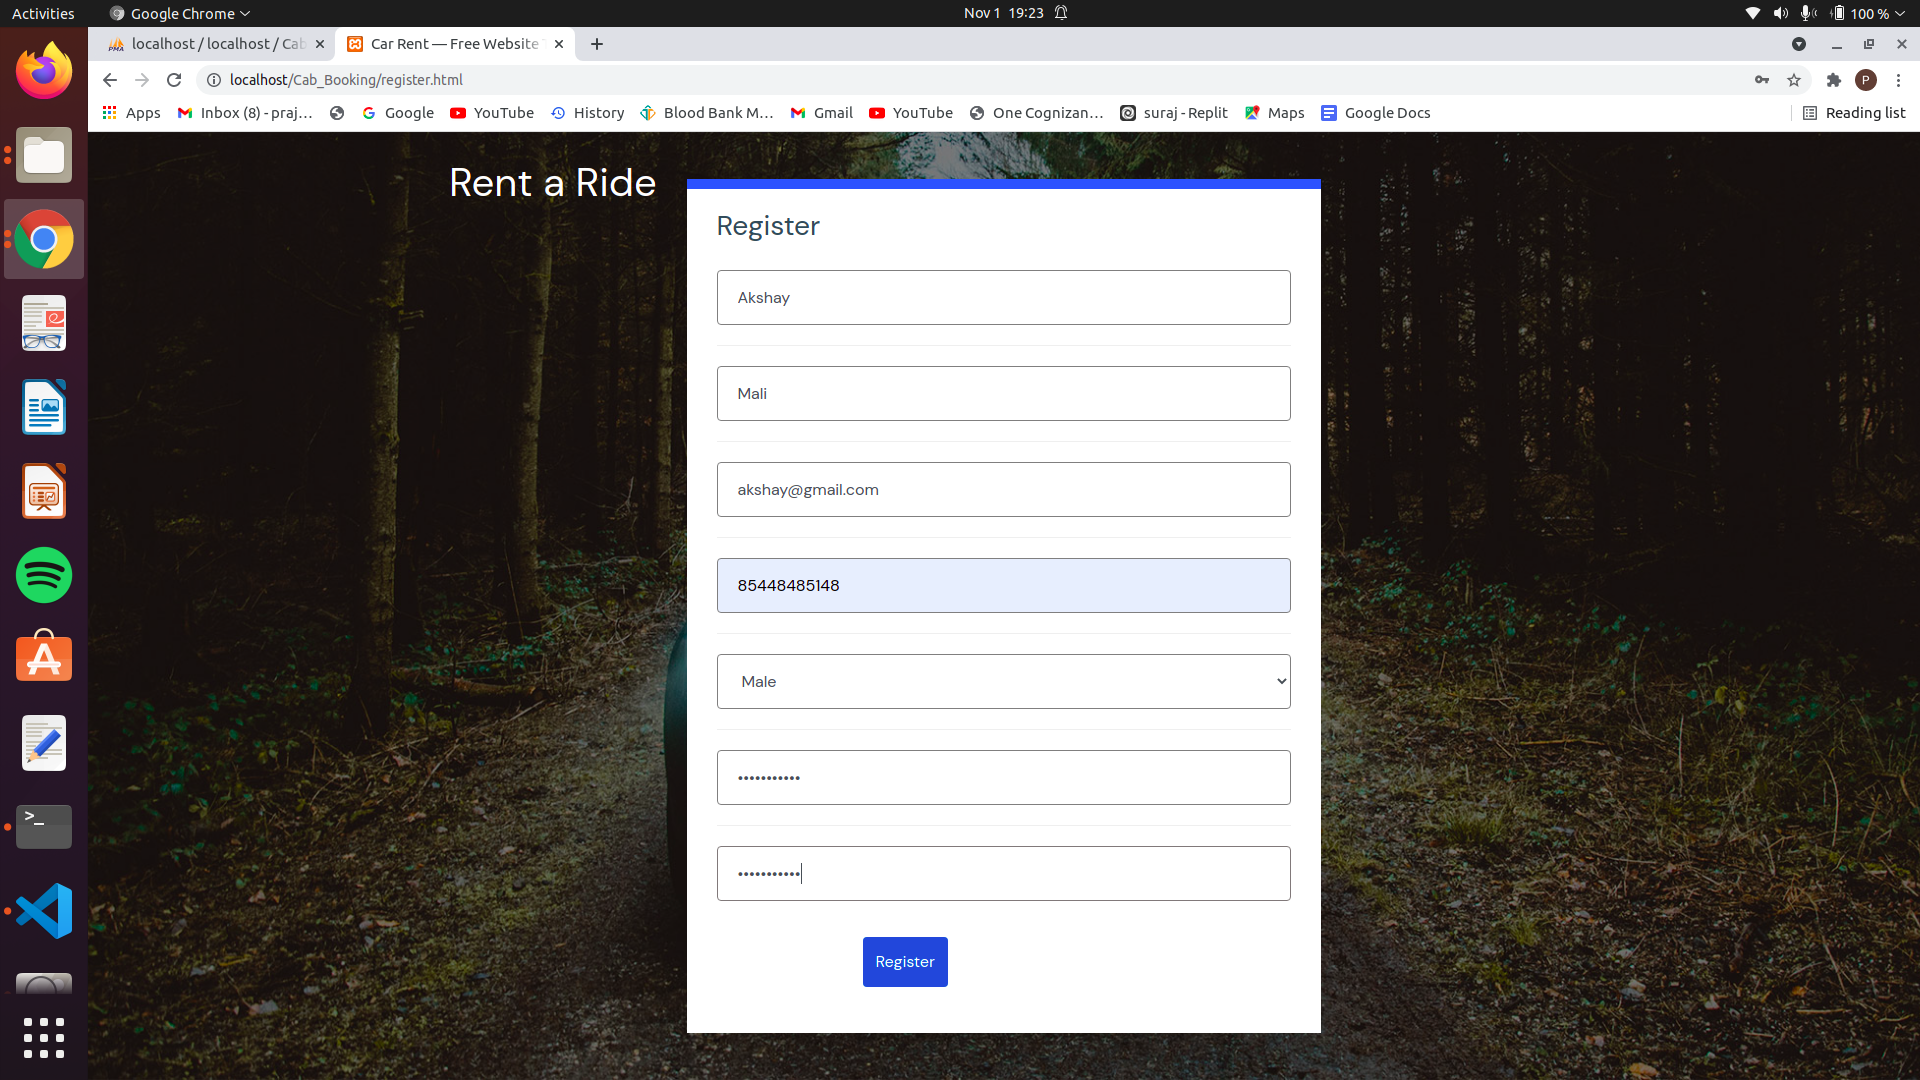 Activities
Google Chrome
Nov 1 19:23
100 %
localhost / localhost / Cab
Car Rent — Free Website
localhost/Cab_Booking/register.html
P
Apps
Inbox (8) - praj...
Google
YouTube
History
Blood Bank M...
Gmail
YouTube
One Cognizan...
suraj - Replit
Maps
Google Docs
Reading list
Rent a Ride
Register
Akshay
Mali
akshay@gmail.com
85448485148
Male
•••••••••••
•••••••••••
Register